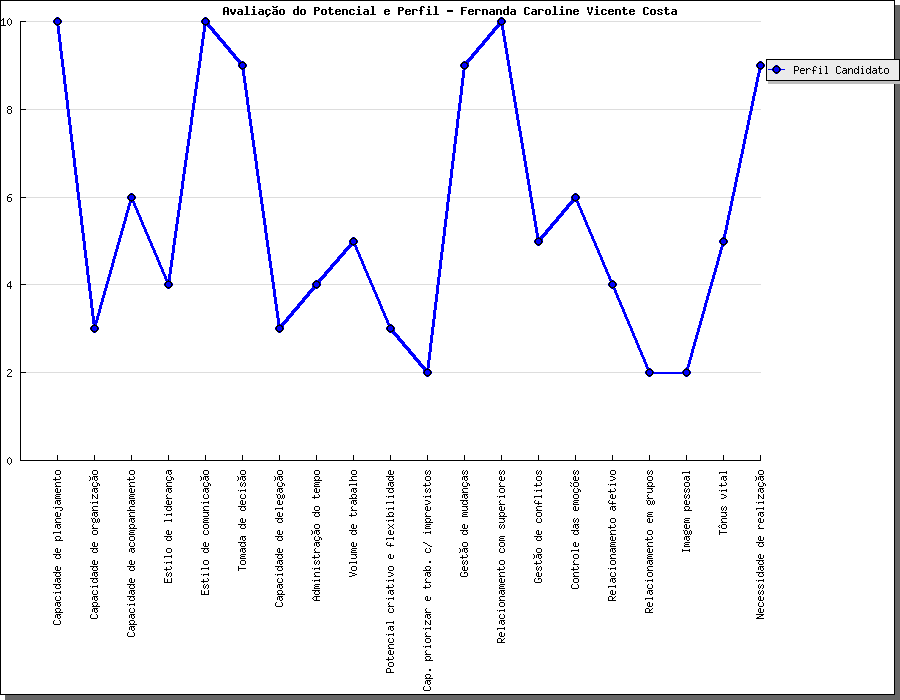 Avaliação do Potencial e Perfil - Fernanda Caroline Vicente Costa
10
8
6
4
2
0
Perfil Candidato
Capacidade de planejamento
Capacidade de organização
Capacidade de acompanhamento
Estilo de liderança
Estilo de comunicação
Tomada de decisão
Capacidade de delegação
Administração do tempo
Volume de trabalho
Potencial criativo e flexibilidade
Cap. priorizar e trab. c/ imprevistos
Gestão de mudanças
Relacionamento com superiores
Gestão de conflitos
Controle das emoções
Relacionamento afetivo
Relacionamento em grupos
Imagem pessoal
Tônus vital
Necessidade de realização